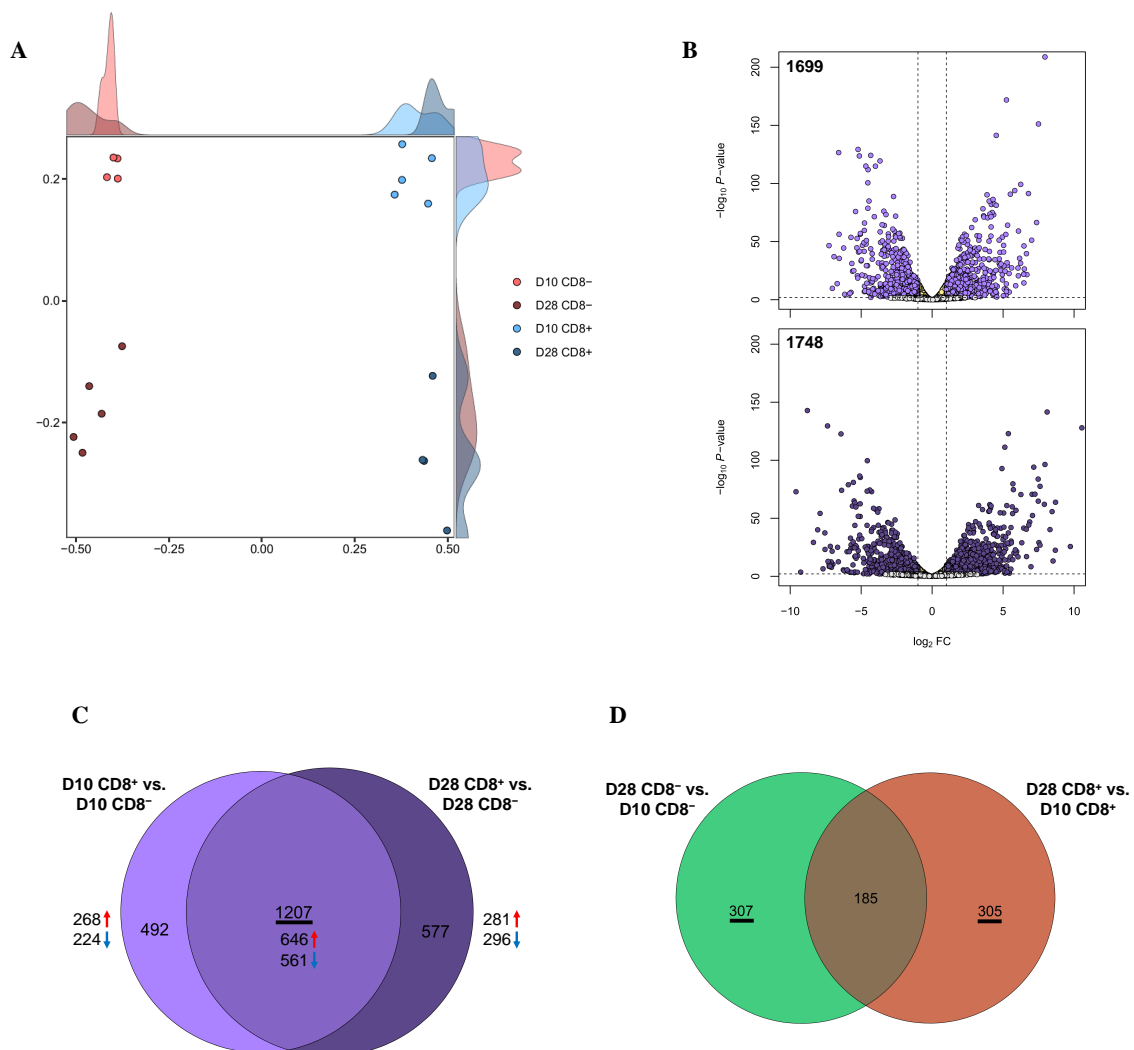 A
0.2
0.0
−0.2
−0.50
−0.25
0.00
0.25
0.50
D10 CD8−
D28 CD8−
D10 CD8+
D28 CD8+
B
1699
200
150
100
50
0
−log10 P−value
1748
200
150
100
50
0
−log10 P−value
−10
−5
0
5
10
log2 FC
C
D10 CD8+ vs.
D10 CD8−
D28 CD8+ vs.
D28 CD8−
268
224
492
1207
646
561
577
281
296
D
D28 CD8− vs.
D10 CD8−
D28 CD8+ vs.
D10 CD8+
307
185
305